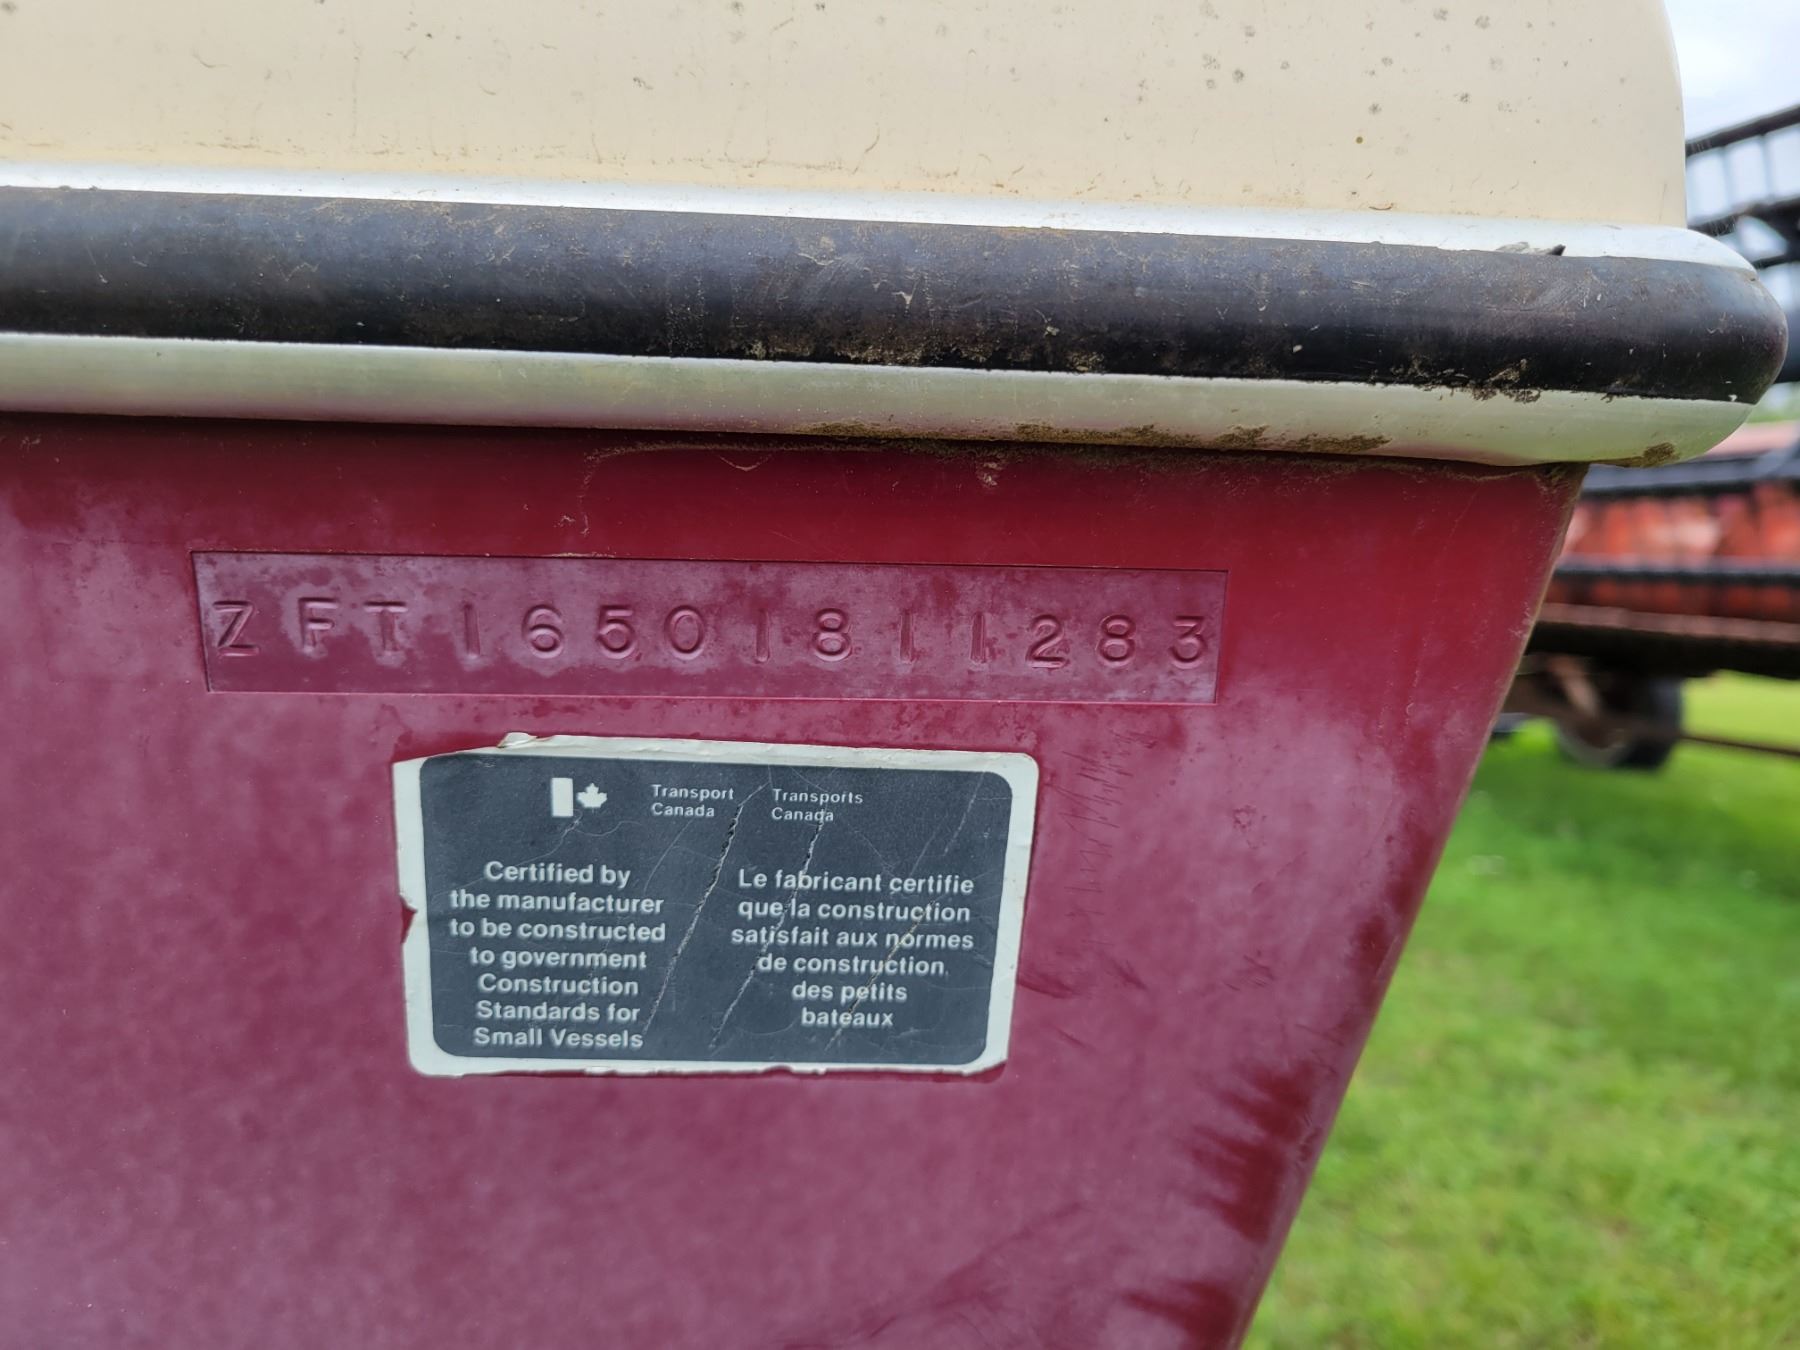 ZFT16501811283
Transport
Canada
Transports
Canada
Certified by
the manufacturer
to be constructed
to government
Construction
Standards for
Small Vessels
Le fabricant certifie
que la construction
satisfait aux normes
de construction
des petits
bateaux